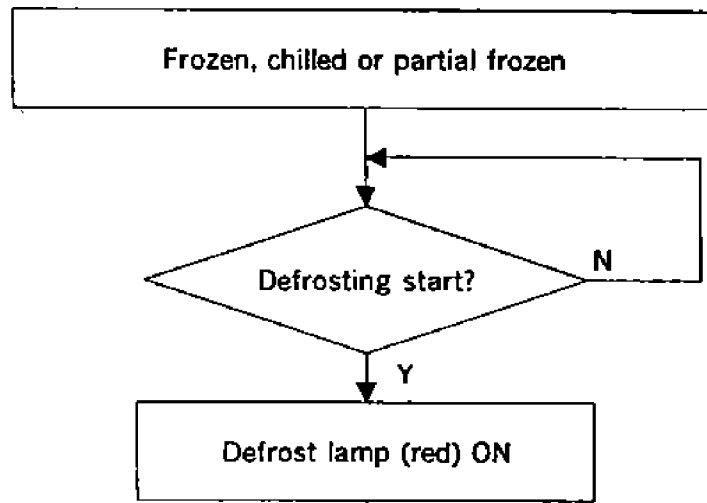 Frozen, chilled or partial frozen
Defrosting start?
N
Y
Defrost lamp (red) ON